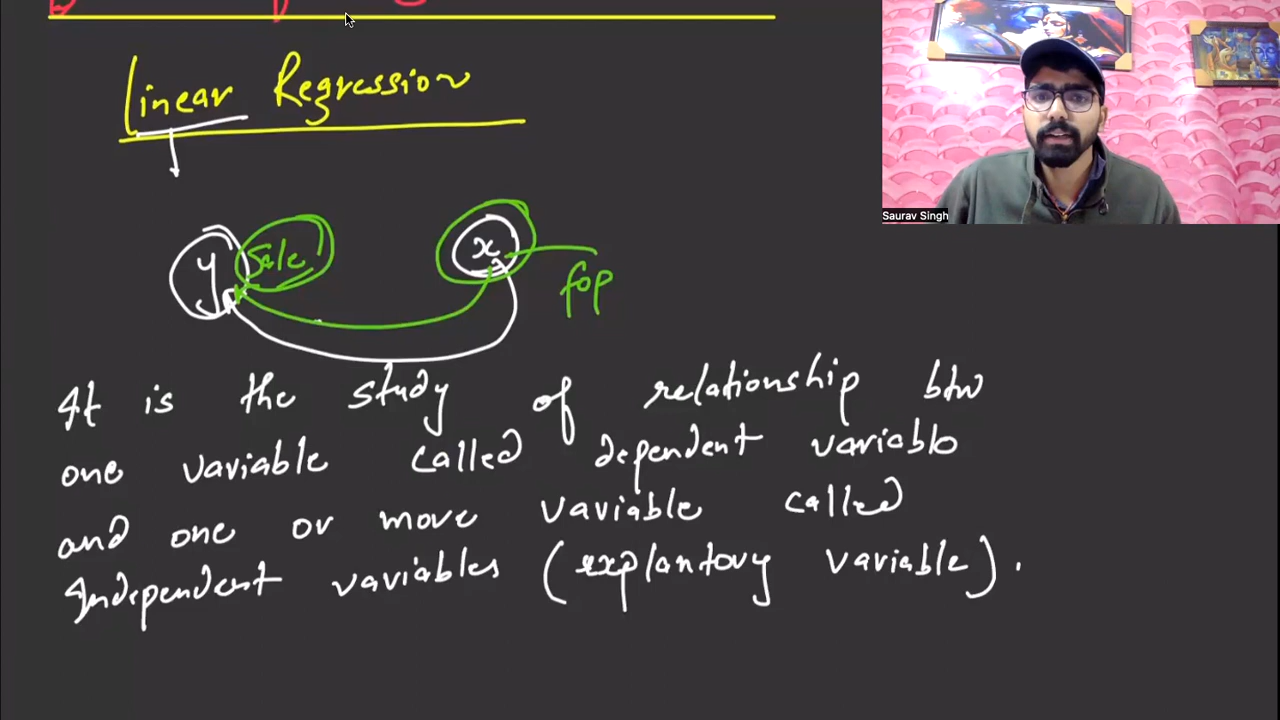 Linear Regression
y sale x
fop
It is the study of relationship btw
one variable called dependent variable
and one or more variable called
Independent variables (explantory variable).
Saurav Singh